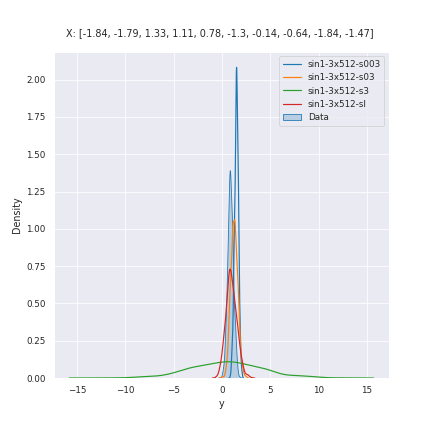 X: [-1.84, -1.79, 1.33, 1.11, 0.78, -1.3, -0.14, -0.64, -1.84, -1.47]
sin1-3x512-s003
sin1-3x512-s03
sin1-3x512-s3
sin1-3x512-sl
Data
2.00
1.75
1.50
1.25
1.00
0.75
0.50
0.25
0.00
Density
−15
−10
−5
0
5
10
15
y